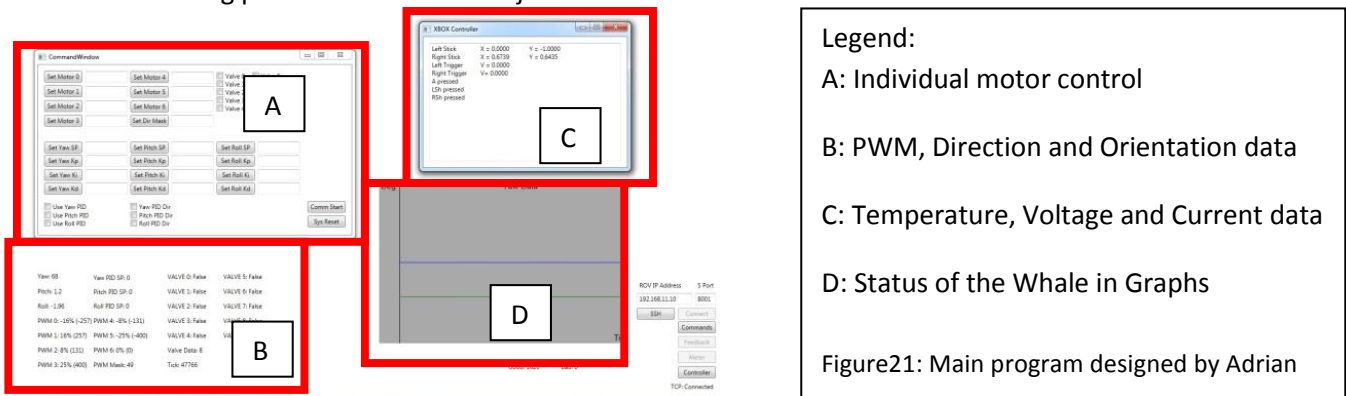 XBOX Controller
Left Stick X = 0.0000 Y = -1.0000
Right Stick X = 0.6739 Y = 0.6435
Left Trigger V = 0.0000
Right Trigger V= 0.0000
A pressed
LSh pressed
RSh pressed
C
CommandWindow
Set Motor 0 Set Motor 4
Set Motor 1 Set Motor 5
Set Motor 2 Set Motor 6
Set Motor 3 Set Dir Mask
A
Set Yaw SP Set Pitch SP Set Roll SP
Set Yaw Kp Set Pitch Kp Set Roll Kp
Set Yaw Ki Set Pitch Ki Set Roll Ki
Set Yaw Kd Set Pitch Kd Set Roll Kd
Use Yaw PID Yaw PID Dir Comm Start
Use Pitch PID Pitch PID Dir
Use Roll PID Roll PID Dir Sys Reset
Yaw: 68 Yaw PID SP: 0 VALVE 0: False VALVE 5: False
Pitch: 1.2 Pitch PID SP: 0 VALVE 1: False VALVE 6: False
Roll: -1.96 Roll PID SP: 0 VALVE 2: False VALVE 7: False
PWM 0: -16% (-257) PWM 4: -8% (-131) VALVE 3: False
PWM 1: 16% (257) PWM 5: -25% (-400) VALVE 4: False
PWM 2: 8% (131) PWM 6: 0% (0) Valve Data: 8
PWM 3: 25% (400) PWM Mask: 49 Tick: 47766
B
D
ROV IP Address S Port
192.168.11.10 8001
SSH Connect
Commands
Feedback
Motor
Controller
TCP: Connected
Legend:
A: Individual motor control
B: PWM, Direction and Orientation data
C: Temperature, Voltage and Current data
D: Status of the Whale in Graphs
Figure21: Main program designed by Adrian